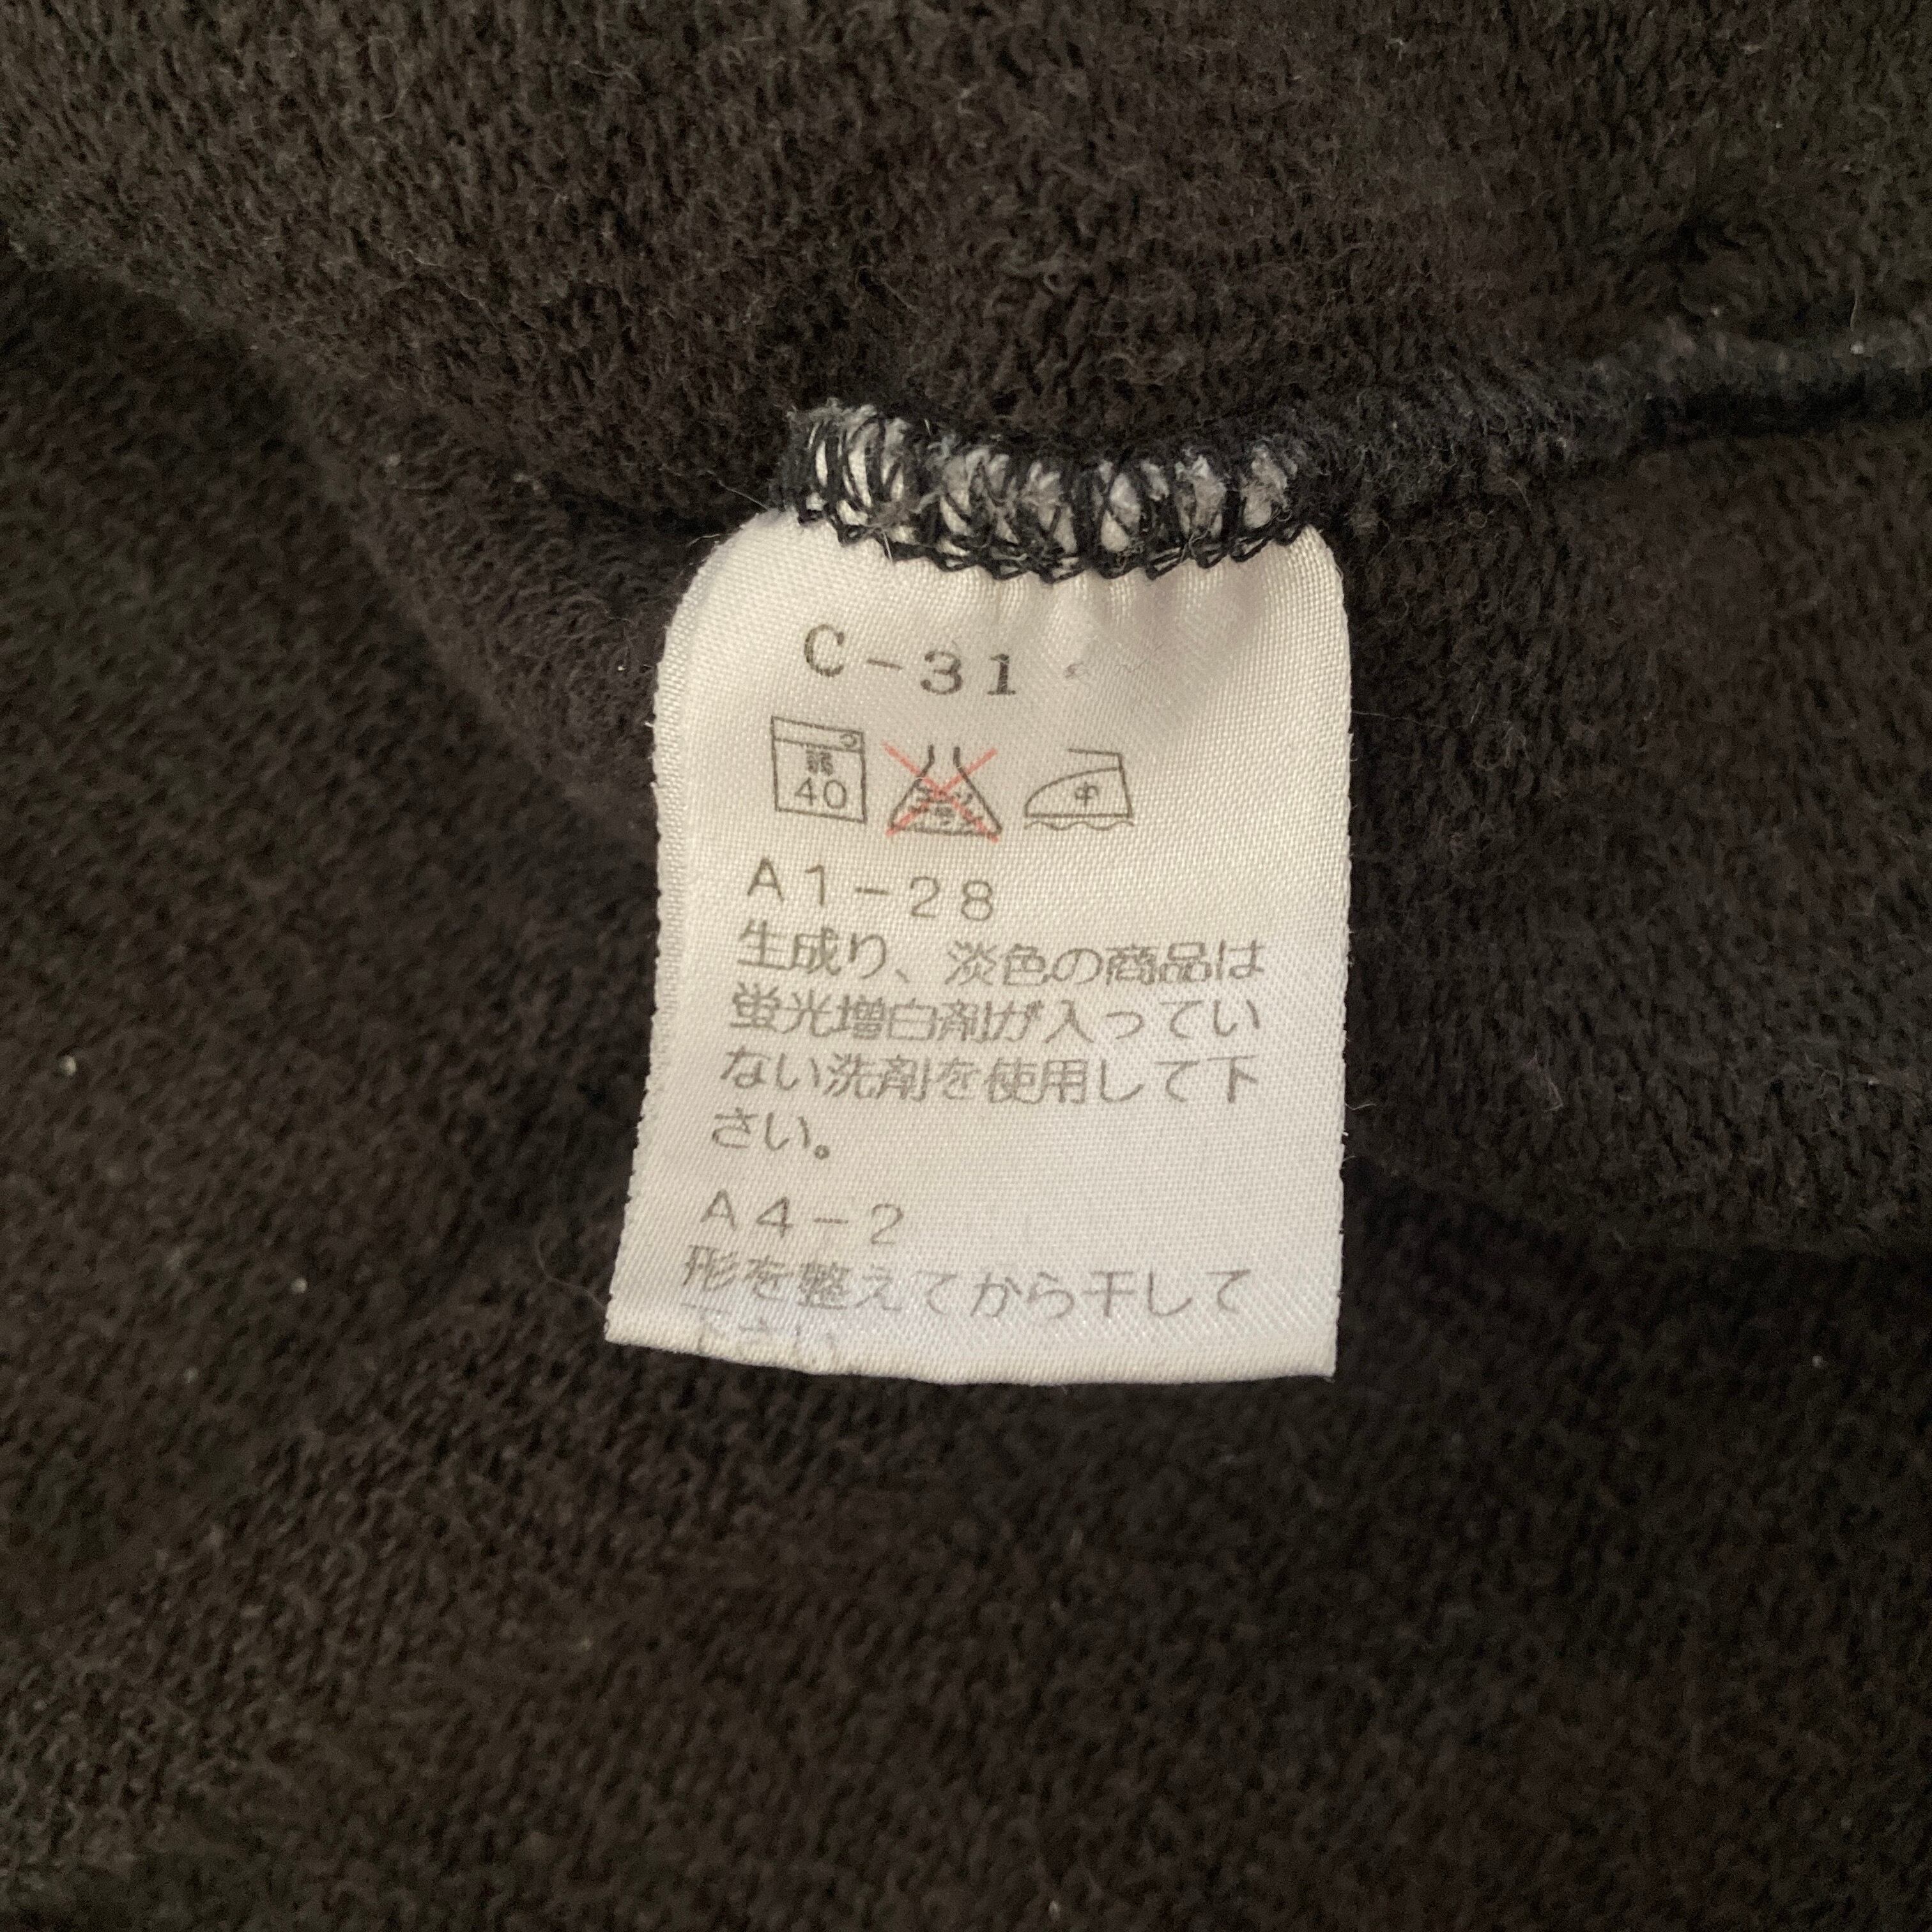 C-31
弱
40
中
A1-28
生成り、淡色の商品は
蛍光増白剤が入ってい
ない洗剤を使用して下
さい。
A4-2
形を整えてから干して